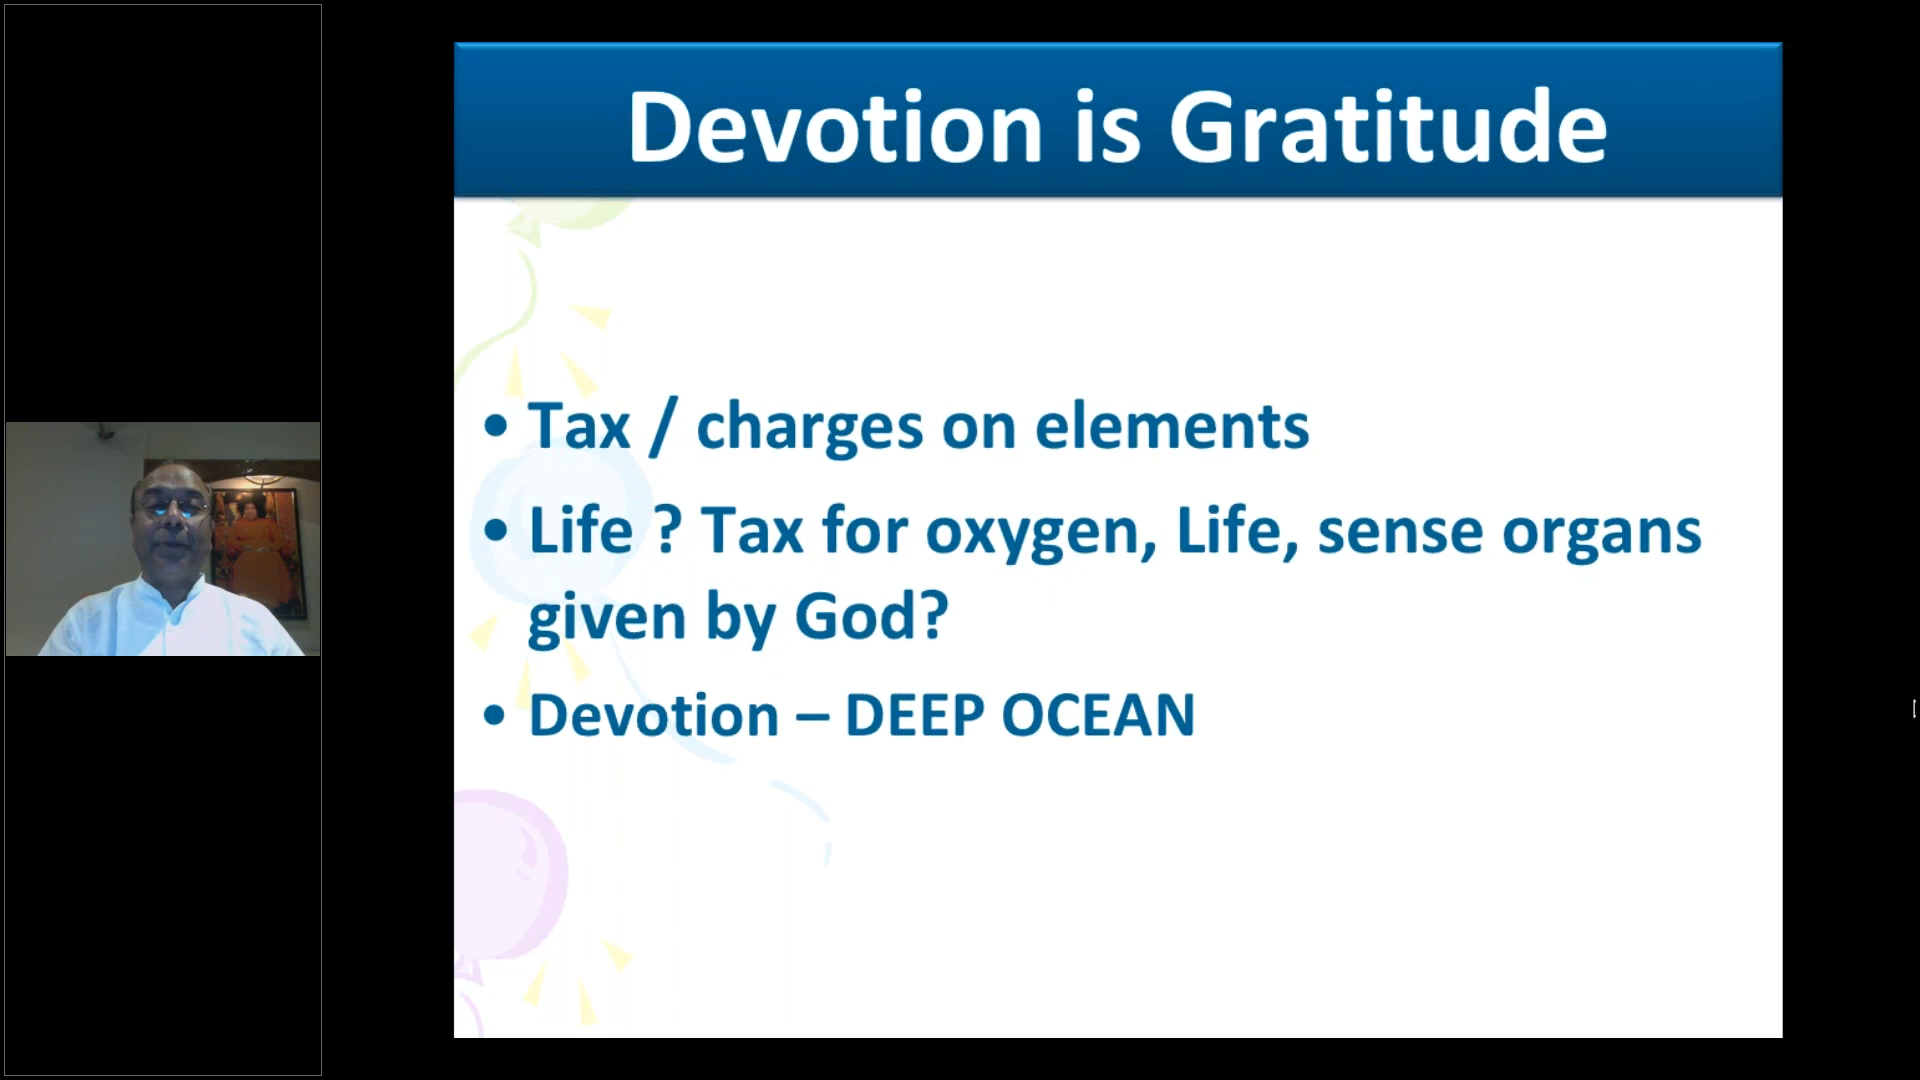 Devotion is Gratitude
• Tax / charges on elements
• Life ? Tax for oxygen, Life, sense organs
given by God?
• Devotion – DEEP OCEAN